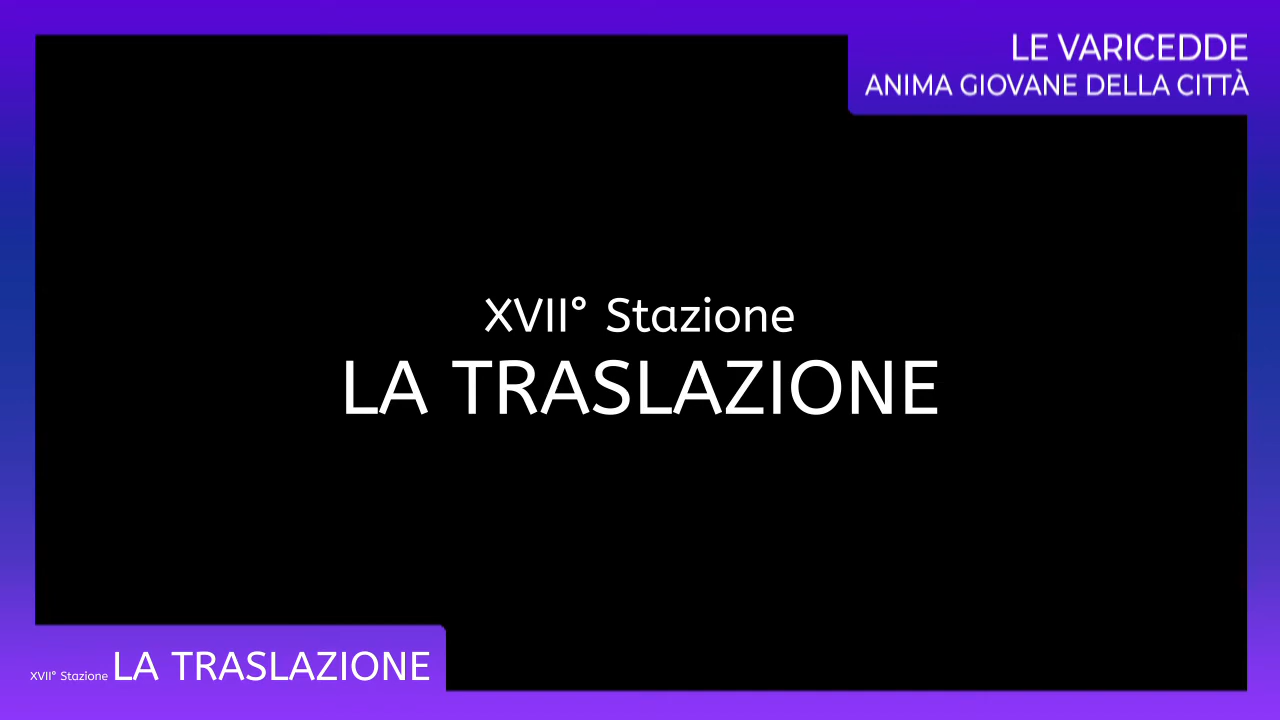 LE VARICEDDE
ANIMA GIOVANE DELLA CITTÀ
XVII° Stazione
LA TRASLAZIONE
XVII° Stazione LA TRASLAZIONE